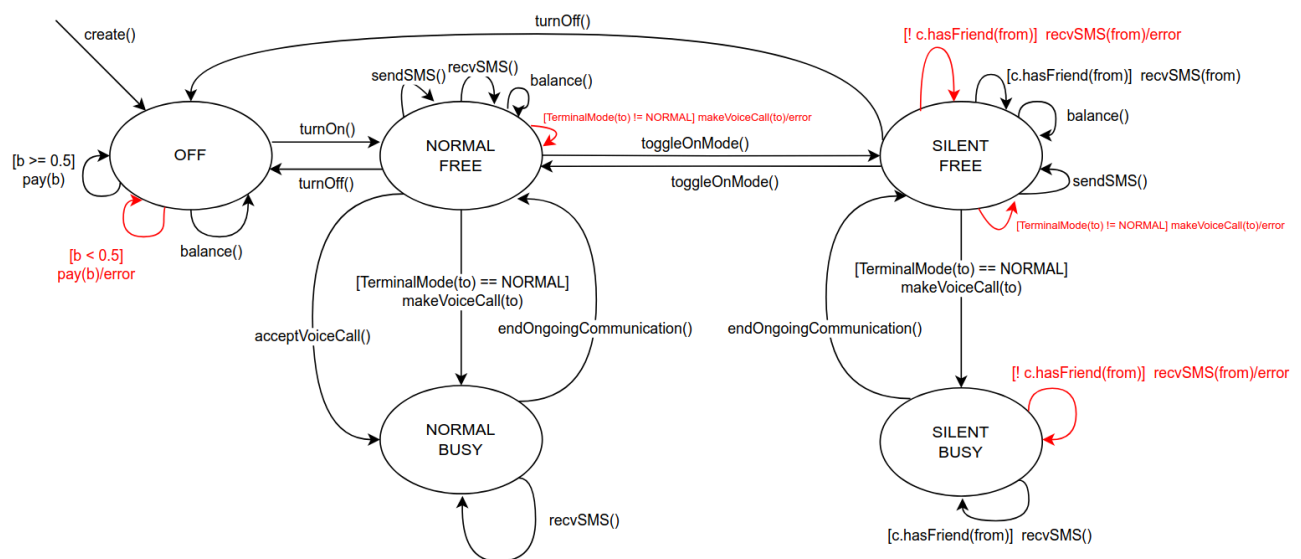 turnOff()
create()
[! c.hasFriend(from)] recvSMS(from)/error
sendSMS()
recvSMS()
balance()
[c.hasFriend(from)] recvSMS(from)
balance()
[TerminalMode(to) != NORMAL] makeVoiceCall(to)/error
turnOn()
OFF
NORMAL
FREE
toggleOnMode()
SILENT
FREE
[b >= 0.5]
pay(b)
turnOff()
toggleOnMode()
sendSMS()
[TerminalMode(to) != NORMAL] makeVoiceCall(to)/error
balance()
[b < 0.5]
pay(b)/error
[TerminalMode(to) == NORMAL]
makeVoiceCall(to)
[TerminalMode(to) == NORMAL]
makeVoiceCall(to)
acceptVoiceCall()
endOngoingCommunication()
endOngoingCommunication()
[! c.hasFriend(from)] recvSMS(from)/error
NORMAL
BUSY
SILENT
BUSY
recvSMS()
[c.hasFriend(from)] recvSMS()